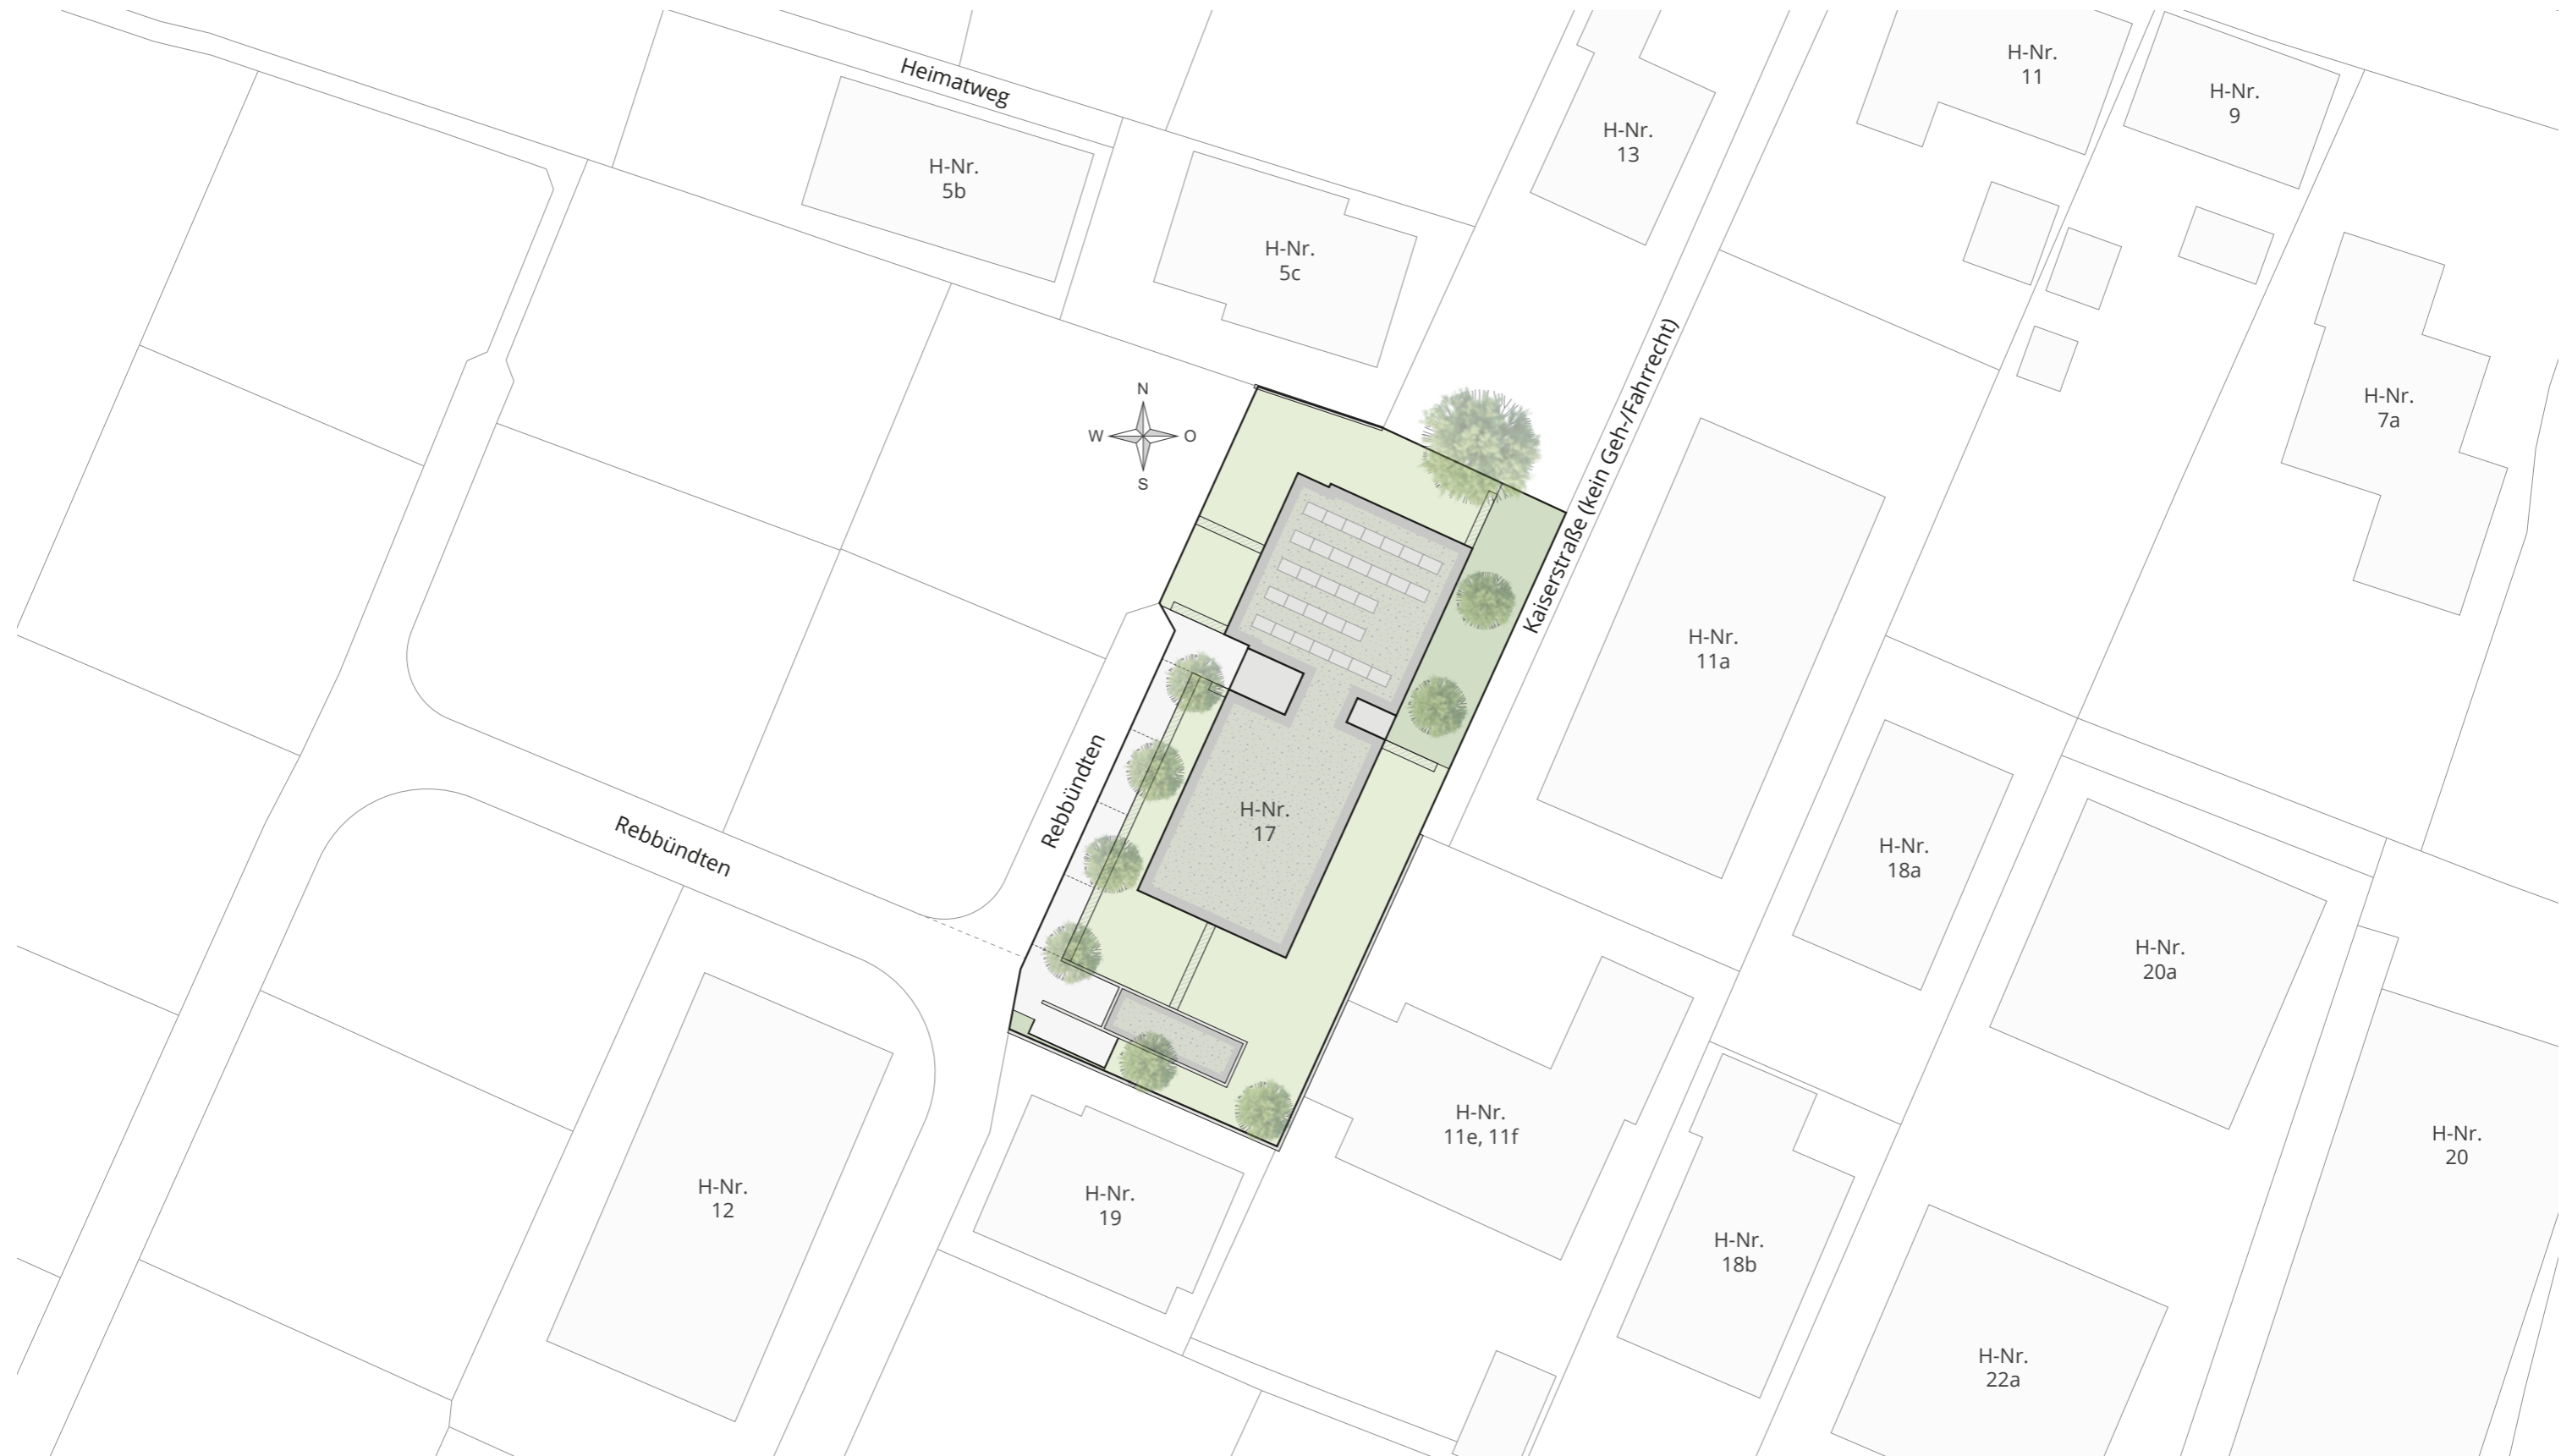 Heimatweg
H-Nr.
11
H-Nr.
9
H-Nr.
13
H-Nr.
5b
H-Nr.
5c
Kaiserstraße (kein Geh-/Fahrrecht)
N
W
O
S
H-Nr.
7a
H-Nr.
11a
Rebbündten
H-Nr.
17
Rebbündten
H-Nr.
18a
H-Nr.
20a
H-Nr.
11e, 11f
H-Nr.
20
H-Nr.
12
H-Nr.
19
H-Nr.
18b
H-Nr.
22a